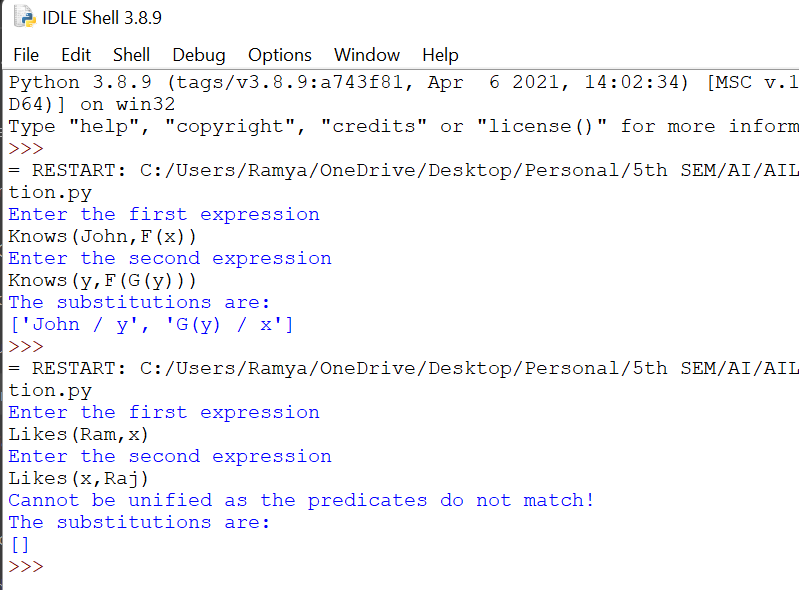 IDLE Shell 3.8.9
File Edit Shell Debug Options Window Help
Python 3.8.9 (tags/v3.8.9:a743f81, Apr  6 2021, 14:02:34) [MSC v.1
D64)] on win32
Type "help", "copyright", "credits" or "license()" for more inform
>>>
= RESTART: C:/Users/Ramya/OneDrive/Desktop/Personal/5th SEM/AI/AIL
tion.py
Enter the first expression
Knows(John,F(x))
Enter the second expression
Knows(y,F(G(y)))
The substitutions are:
['John / y', 'G(y) / x']
>>>
= RESTART: C:/Users/Ramya/OneDrive/Desktop/Personal/5th SEM/AI/AIL
tion.py
Enter the first expression
Likes(Ram,x)
Enter the second expression
Likes(x,Raj)
Cannot be unified as the predicates do not match!
The substitutions are:
[]
>>>